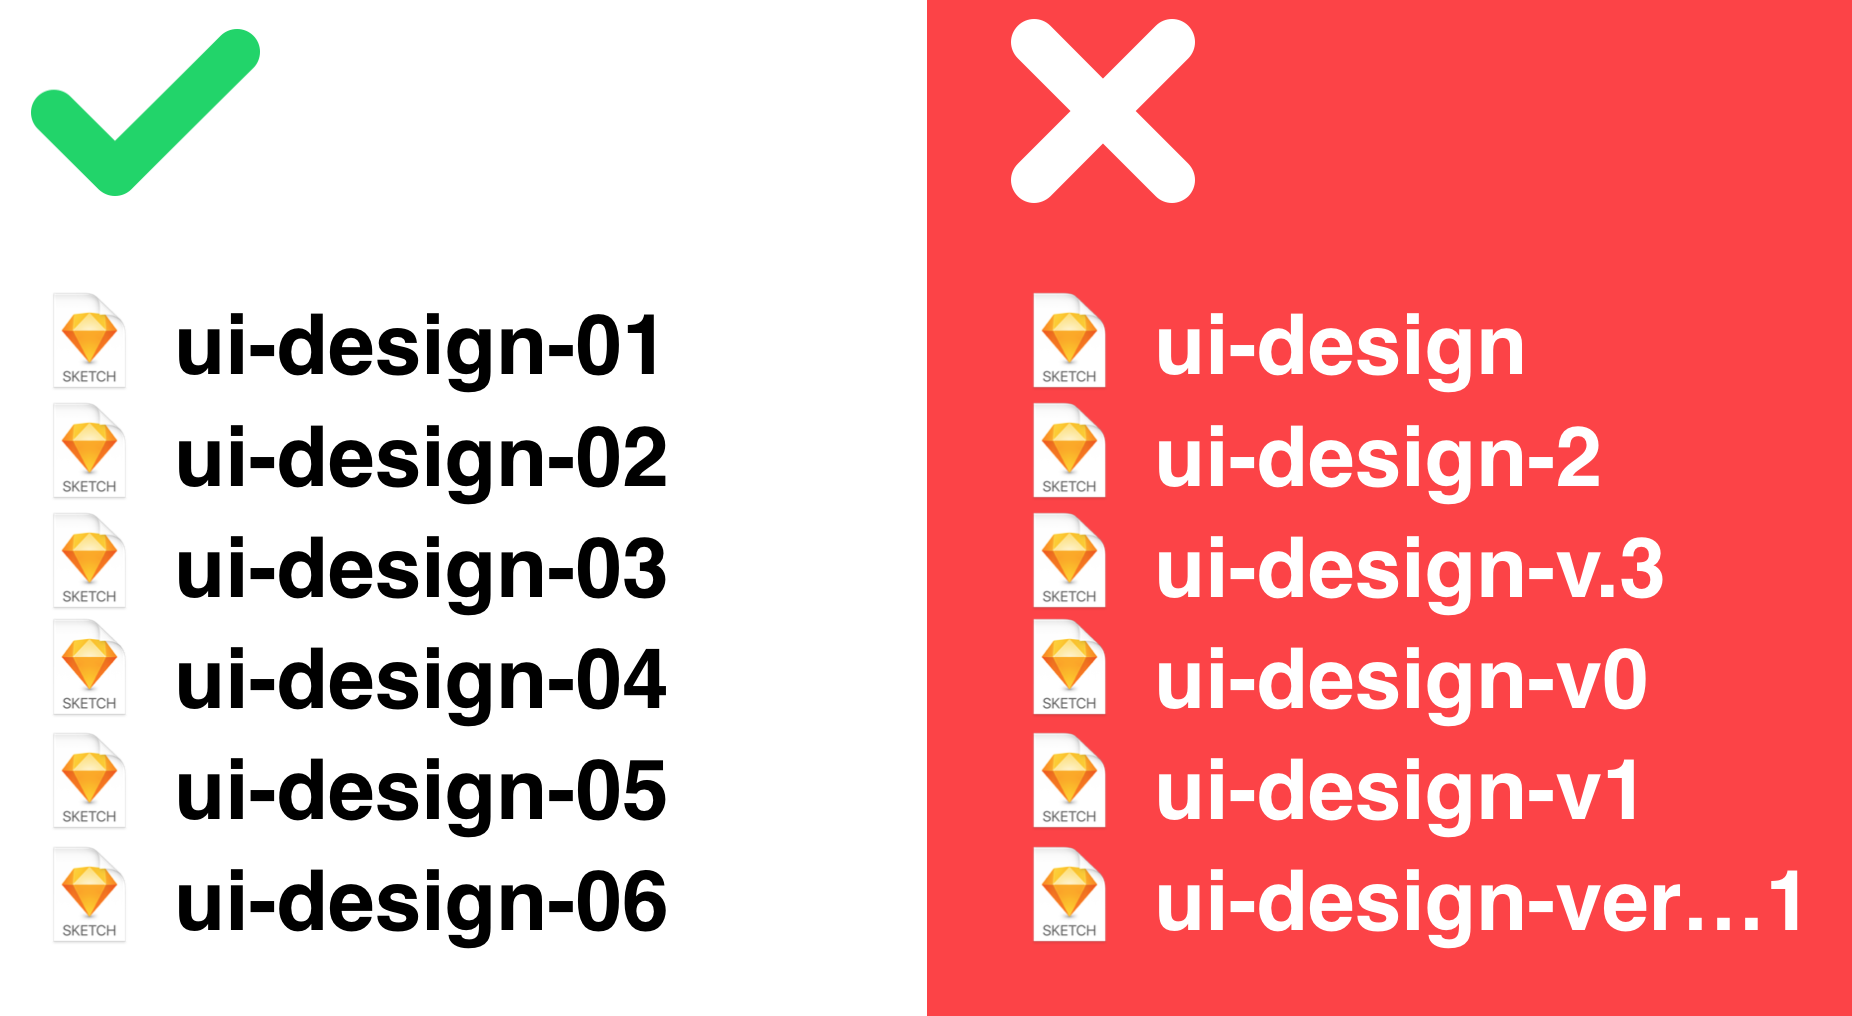 SKETCH ui-design-01
SKETCH ui-design-02
SKETCH ui-design-03
SKETCH ui-design-04
SKETCH ui-design-05
SKETCH ui-design-06
SKETCH ui-design
SKETCH ui-design-2
SKETCH ui-design-v.3
SKETCH ui-design-v0
SKETCH ui-design-v1
SKETCH ui-design-ver…1